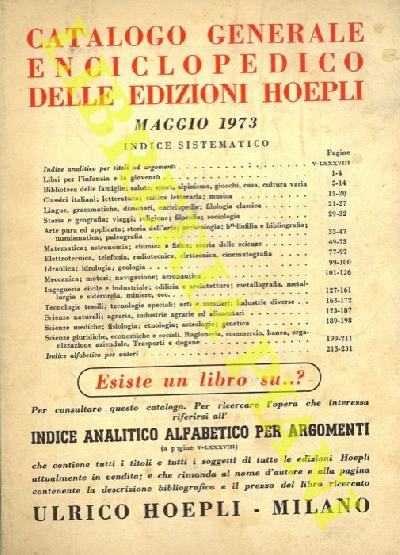 CATALOGO GENERALE
ENCICLOPEDICO
DELLE EDIZIONI HOEPLI
MAGGIO 1973
INDICE SISTEMATICO
Pagine
Indice analitico per titoli ed argomenti V-LXXXVIII
Libri per l'infanzia e la gioventù 1-4
Biblioteca delle famiglie; salute, sport, alpinismo, giuochi, casa, cultura varia 5-14
Classici italiani; letteratura; critica letteraria; musica 15-20
Lingue, grammatiche, dizionari, enciclopedie; filologia classica 21-27
Storia e geografia; viaggi; religione; filosofia; sociologia 29-32
Arte pura ed applicata; storia dell'arte; archeologia; bibliofilia e bibliografia;
numismatica; paleografia 33-47
Matematica; astronomia; chimica e fisica; storia delle scienze 49-75
Elettrotecnica, telefonia, radiotecnica, elettronica, cinematografia 77-97
Idraulica; idrologia; geologia 99-100
Meccanica; motori; navigazione; aeronautica 101-126
Ingegneria civile e industriale; edilizia e architettura; metallografia, metal-
lurgia e siderurgia, miniere, ecc. 127-161
Tecnologie tessili; tecnologie speciali; arti e mestieri; industrie diverse 163-172
Scienze naturali; agraria, industrie agrarie ed alimentari 173-187
Scienze mediche; fisiologia; etnologia; astrologia; genetica 189-198
Scienze giuridiche, economiche e sociali. Ragioneria, commercio, banca, orga-
nizzazione aziendale. Trasporti e dogane 199-211
Indice alfabetico per autori 213-231
Esiste un libro su..?
Per consultare questo catalogo. Per ricercare l'opera che interessa
riferirsi all'
INDICE ANALITICO ALFABETICO PER ARGOMENTI
(a pagina V-LXXXVIII)
che contiene tutti i titoli e tutti i soggetti di tutte le edizioni Hoepli
attualmente in vendita; e che rimanda al nome d'autore e alla pagina
contenente la descrizione bibliografica e il prezzo del libro ricercato
ULRICO HOEPLI - MILANO